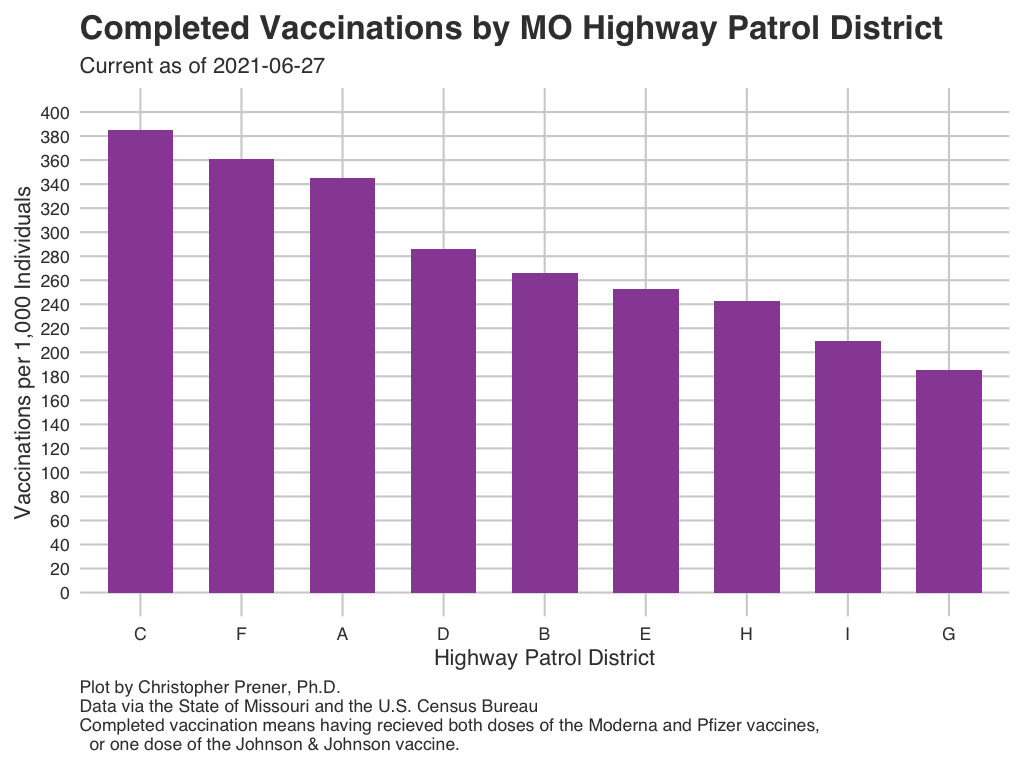 Completed Vaccinations by MO Highway Patrol District
Current as of 2021-06-27
Vaccinations per 1,000 Individuals
400
380
360
340
320
300
280
260
240
220
200
180
160
140
120
100
80
60
40
20
0
C F A D B E H I G
Highway Patrol District
Plot by Christopher Prener, Ph.D.
Data via the State of Missouri and the U.S. Census Bureau
Completed vaccination means having recieved both doses of the Moderna and Pfizer vaccines,
or one dose of the Johnson & Johnson vaccine.